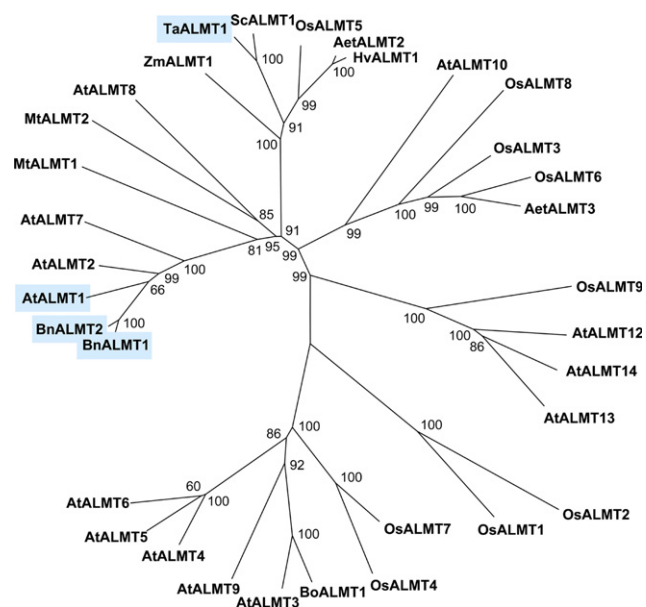 TaALMT1
ScALMT1
OsALMT5
AetALMT2
HvALMT1
100
100
99
ZmALMT1
91
100
AtALMT10
OsALMT8
AtALMT8
MtALMT2
OsALMT3
MtALMT1
OsALMT6
AetALMT3
85
91
100
99
100
99
AtALMT7
81
95
99
100
99
AtALMT2
99
66
AtALMT1
OsALMT9
BnALMT2
100
BnALMT1
100
100
86
AtALMT12
AtALMT14
AtALMT13
86
100
100
92
100
60
100
AtALMT6
AtALMT5
AtALMT4
100
OsALMT7
OsALMT1
OsALMT2
AtALMT9
AtALMT3
BoALMT1
OsALMT4